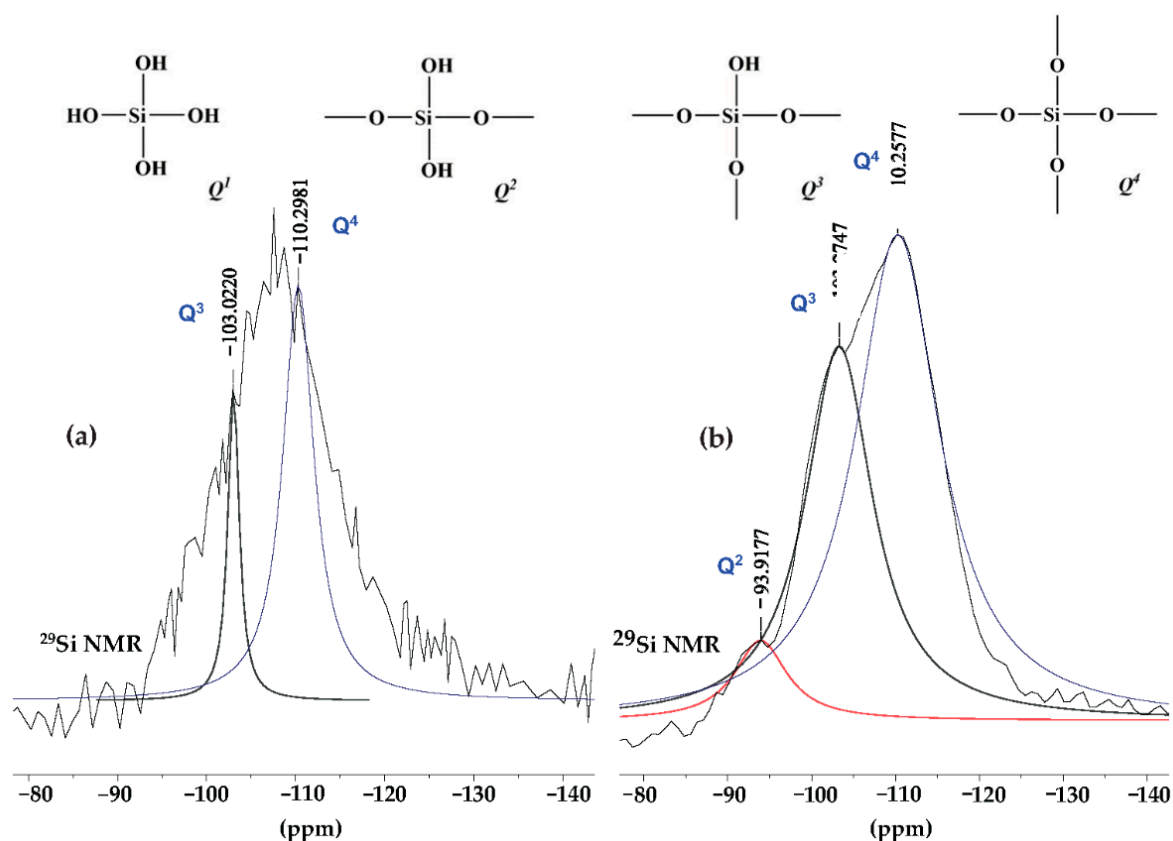 OH
HO Si OH
OH
Q1
OH
O Si O
OH
Q2
OH
O Si O
O
Q3
O
O Si O
O
Q4
Q4
−110.2981
Q3
−103.0220
(a)
29Si NMR
−80 −90 −100 −110 −120 −130 −140
(ppm)
Q4
10.2577
Q3
(b)
Q2
−93.9177
29Si NMR
−80 −90 −100 −110 −120 −130 −140
(ppm)